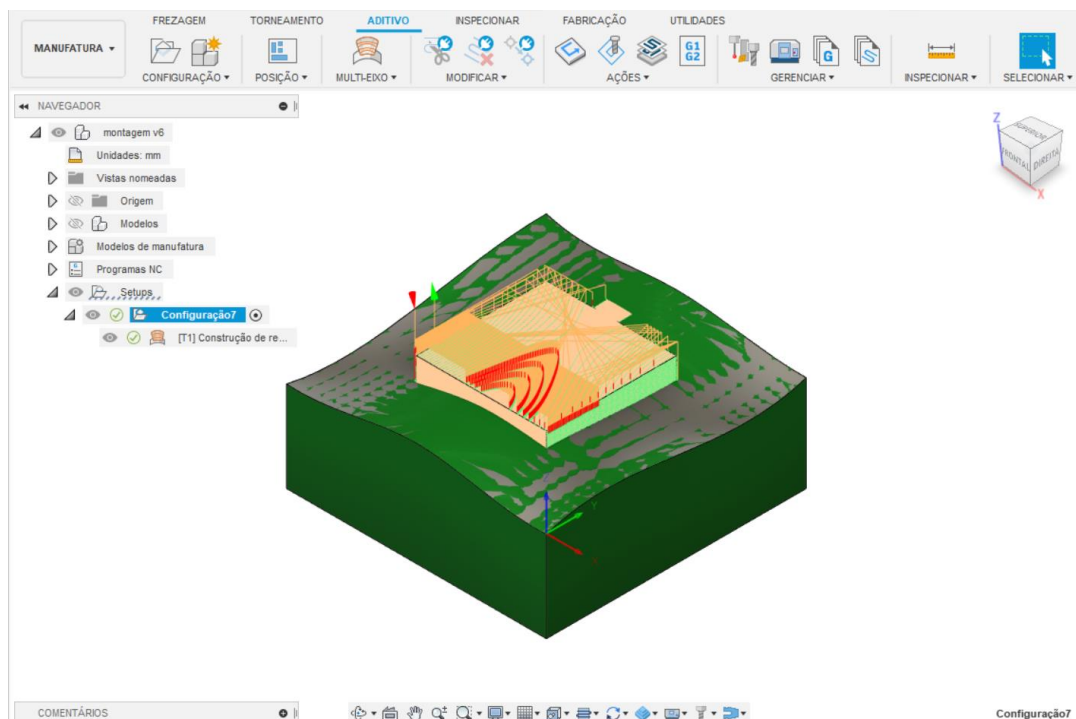 FREZAGEM TORNEAMENTO ADITIVO INSPECIONAR FABRICAÇÃO UTILIDADES
MANUFATURA
G1
G2
G
S
CONFIGURAÇÃO POSIÇÃO MULTI-EIXO MODIFICAR AÇÕES GERENCIAR INSPECIONAR SELECIONAR
NAVEGADOR
montagem v6
Unidades: mm
Vistas nomeadas
Origem
Modelos
Modelos de manufatura
Programas NC
Setups
Configuração7
[T1] Construção de re...
Z
SUPERIOR
FRONTAL
DIREITA
X
Y
X
COMENTÁRIOS
Configuração7